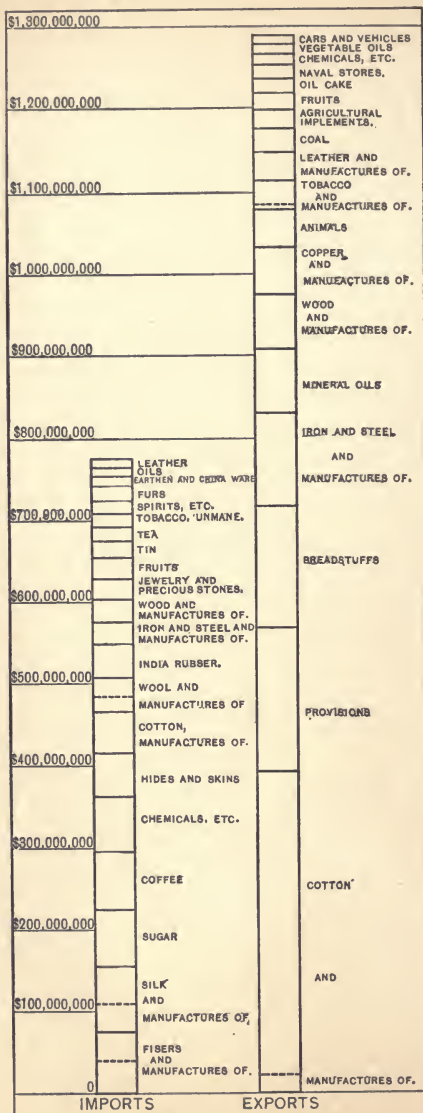 $1,300,000,000
$1,200,000,000
$1,100,000,000
$1,000,000,000
$900,000,000
$800,000,000
$700,000,000
$600,000,000
$500,000,000
$400,000,000
$300,000,000
$200,000,000
$100,000,000
0
LEATHER
OILS
EARTHEN AND CHINA WARE
FURS
SPIRITS, ETC.
TOBACCO, UNMANF.
TEA
TIN
FRUITS
JEWELRY AND
PRECIOUS STONES.
WOOD AND
MANUFACTURES OF.
IRON AND STEEL AND
MANUFACTURES OF.
INDIA RUBBER.
WOOL AND
MANUFACTURES OF
COTTON,
MANUFACTURES OF.
HIDES AND SKINS
CHEMICALS, ETC.
COFFEE
SUGAR
SILK
AND
MANUFACTURES OF.
FIBERS
AND
MANUFACTURES OF.
CARS AND VEHICLES
VEGETABLE OILS
CHEMICALS, ETC.
NAVAL STORES.
OIL CAKE
FRUITS
AGRICULTURAL
IMPLEMENTS.
COAL
LEATHER AND
MANUFACTURES OF.
TOBACCO
AND
MANUFACTURES OF.
ANIMALS
COPPER
AND
MANUFACTURES OF.
WOOD
AND
MANUFACTURES OF.
MINERAL OILS
IRON AND STEEL
AND
MANUFACTURES OF.
BREADSTUFFS
PROVISIONS
COTTON
AND
MANUFACTURES OF.
IMPORTS
EXPORTS